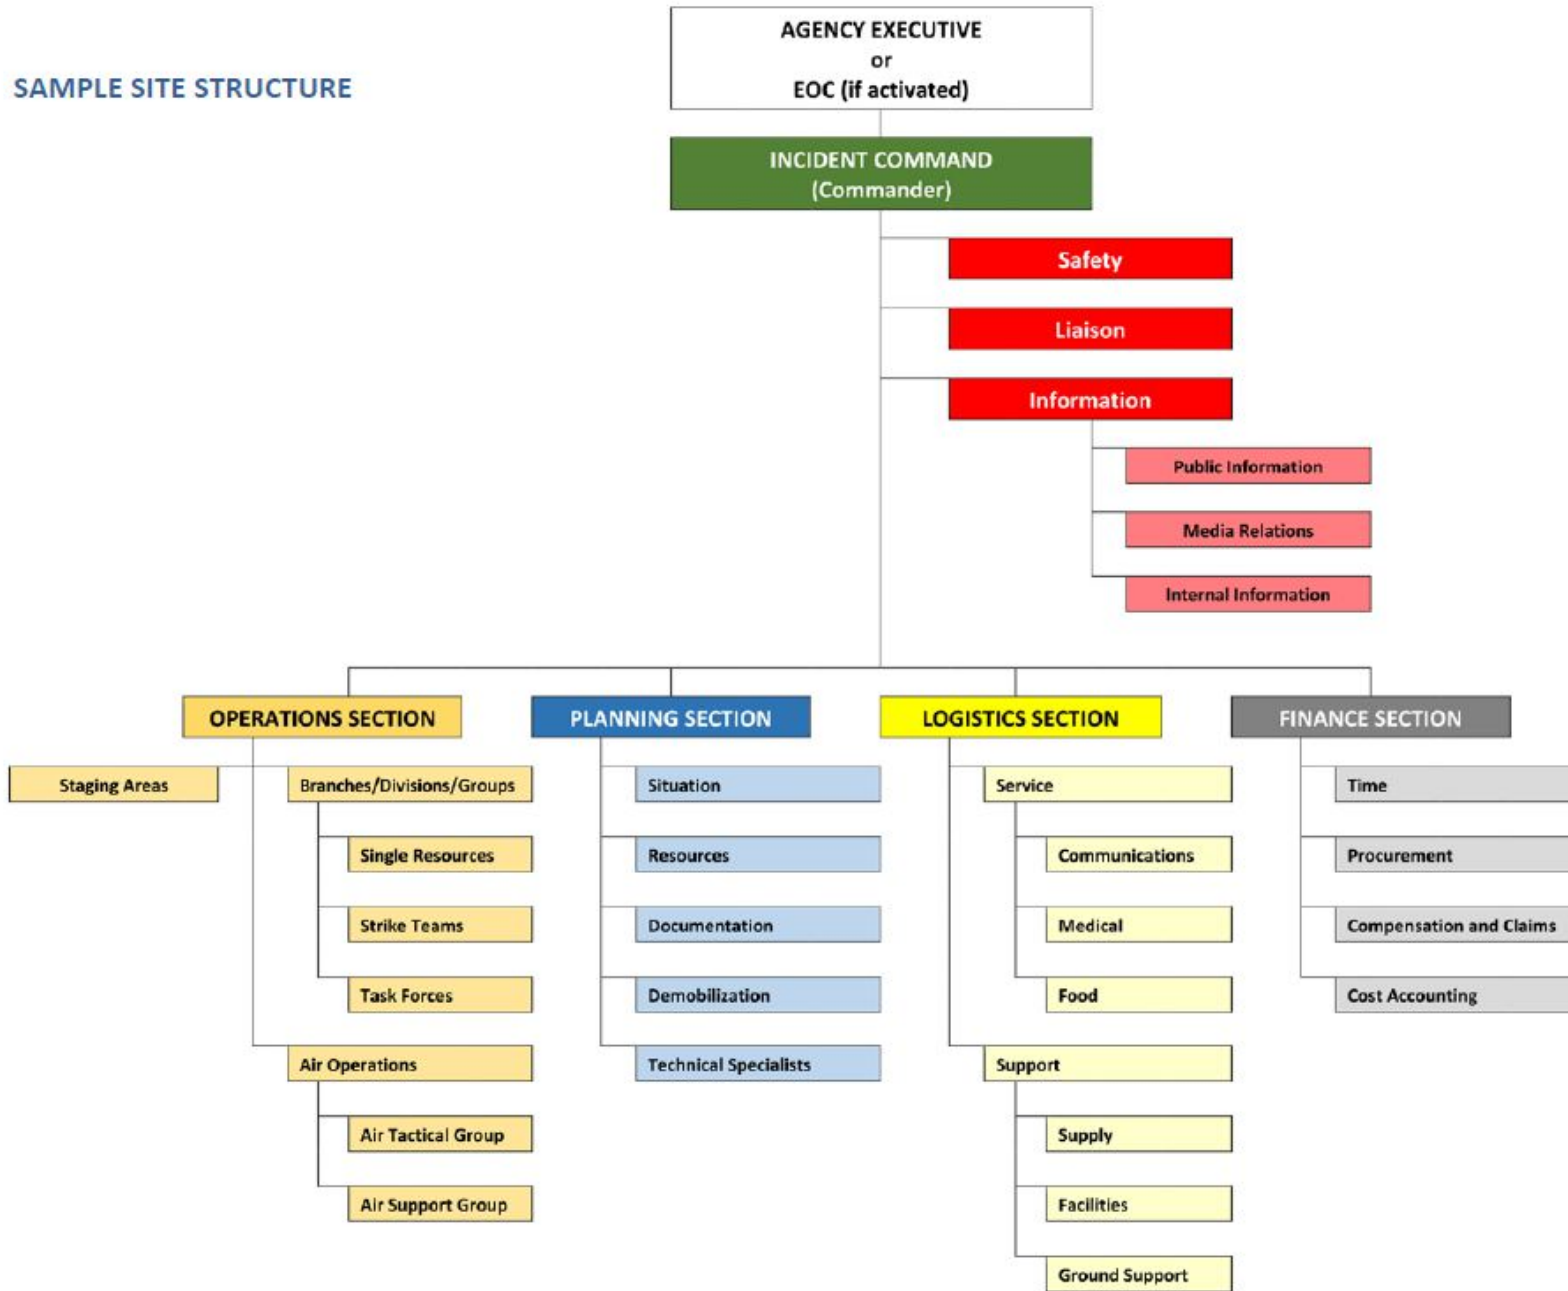 SAMPLE SITE STRUCTURE
AGENCY EXECUTIVE
or
EOC (if activated)
INCIDENT COMMAND
(Commander)
Safety
Liaison
Information
Public Information
Media Relations
Internal Information
OPERATIONS SECTION
Staging Areas
Branches/Divisions/Groups
Single Resources
Strike Teams
Task Forces
Air Operations
Air Tactical Group
Air Support Group
PLANNING SECTION
Situation
Resources
Documentation
Demobilization
Technical Specialists
LOGISTICS SECTION
Service
Communications
Medical
Food
Support
Supply
Facilities
Ground Support
FINANCE SECTION
Time
Procurement
Compensation and Claims
Cost Accounting